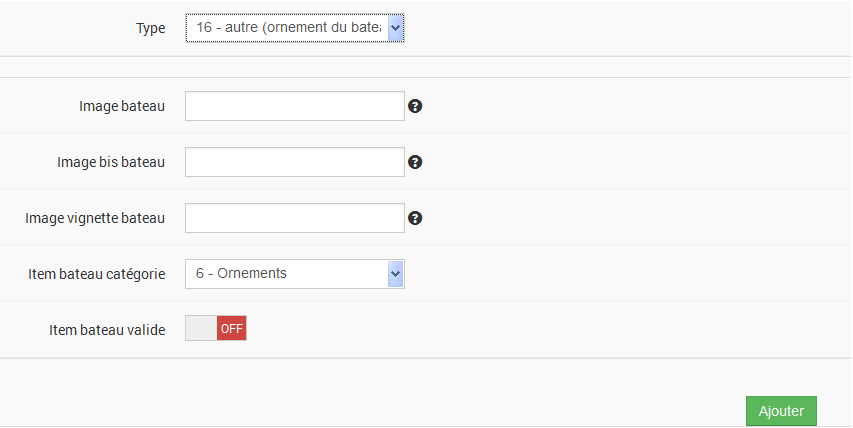 Type 16 - autre (ornement du batea
Image bateau
Image bis bateau
Image vignette bateau
Item bateau catégorie 6 - Ornements
Item bateau valide OFF
Ajouter